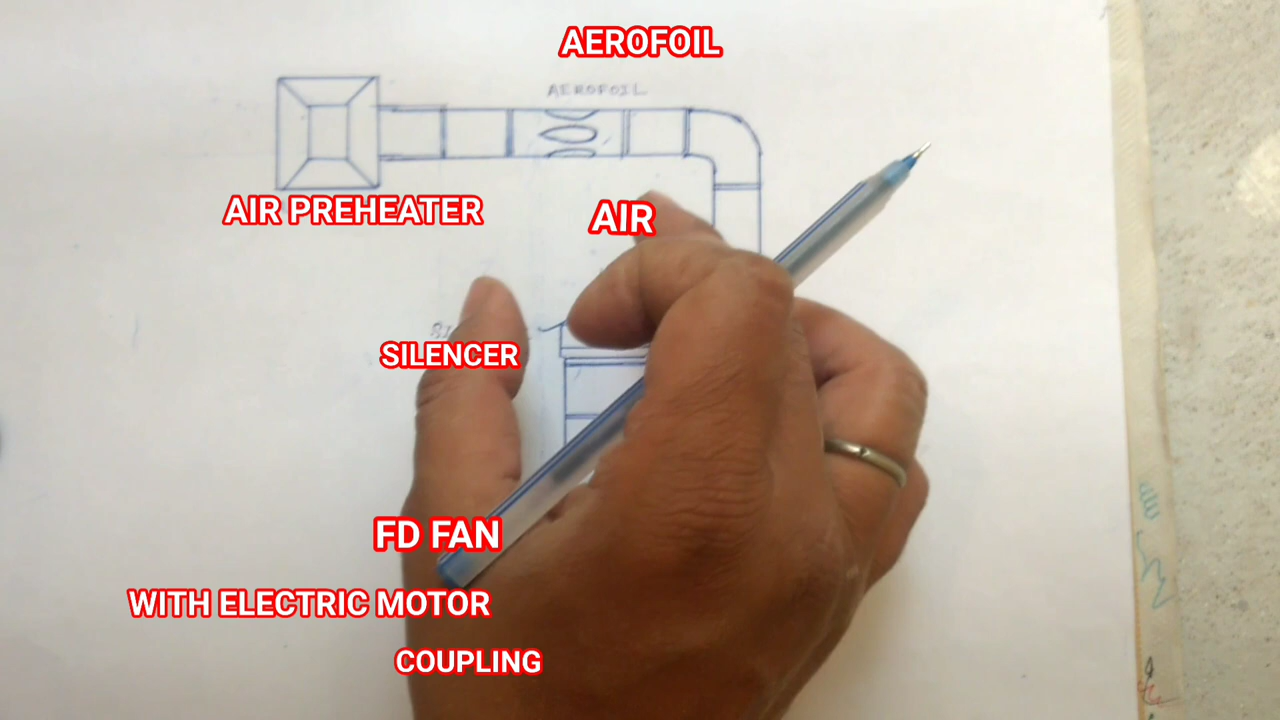 AEROFOIL
AEROFOIL
AIR PREHEATER
AIR
SILENCER
FD FAN
WITH ELECTRIC MOTOR
COUPLING